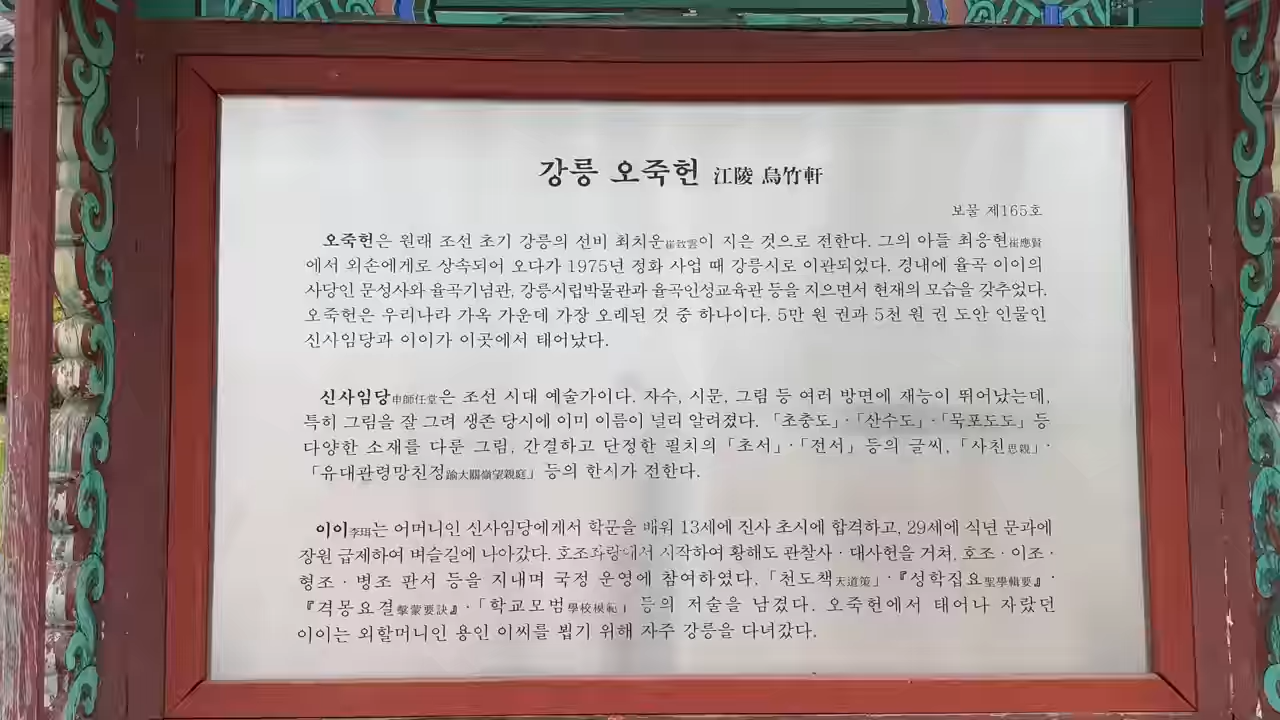 강릉 오죽헌 江陵 烏竹軒
보물 제165호
오죽헌은 원래 조선 초기 강릉의 선비 최치운崔致雲이 지은 것으로 전한다. 그의 아들 최응현崔應賢
에서 외손에게로 상속되어 오다가 1975년 정화 사업 때 강릉시로 이관되었다. 경내에 율곡 이이의
사당인 문성사와 율곡기념관, 강릉시립박물관과 율곡인성교육관 등을 지으면서 현재의 모습을 갖추었다.
오죽헌은 우리나라 가옥 가운데 가장 오래된 것 중 하나이다. 5만 원 권과 5천 원 권 도안 인물인
신사임당과 이이가 이곳에서 태어났다.
신사임당申師任堂은 조선 시대 예술가이다. 자수, 시문, 그림 등 여러 방면에 재능이 뛰어났는데,
특히 그림을 잘 그려 생존 당시에 이미 이름이 널리 알려졌다. 「초충도」·「산수도」·「묵포도도」 등
다양한 소재를 다룬 그림, 간결하고 단정한 필치의 「초서」·「전서」 등의 글씨, 「사친思親」·
「유대관령망친정踰大關嶺望親庭」 등의 한시가 전한다.
이이李珥는 어머니인 신사임당에게서 학문을 배워 13세에 진사 초시에 합격하고, 29세에 식년 문과에
장원 급제하여 벼슬길에 나아갔다. 호조좌랑에서 시작하여 황해도 관찰사 · 대사헌을 거쳐, 호조 · 이조 ·
형조 · 병조 판서 등을 지내며 국정 운영에 참여하였다. 「천도책天道策」·『성학집요聖學輯要』·
『격몽요결擊蒙要訣』·「학교모범學校模範」 등의 저술을 남겼다. 오죽헌에서 태어나 자랐던
이이는 외할머니인 용인 이씨를 뵙기 위해 자주 강릉을 다녀갔다.